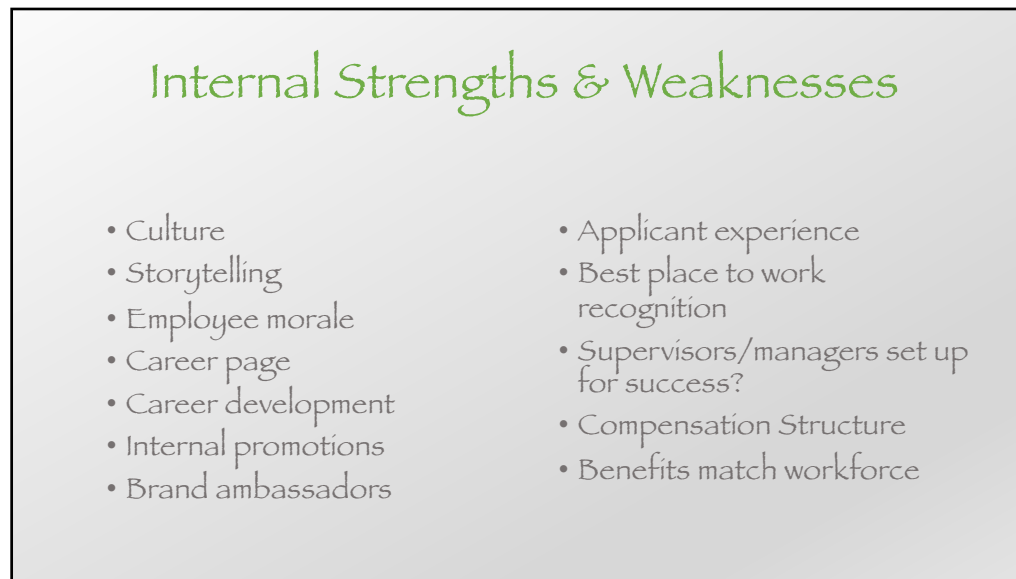 Internal Strengths & Weaknesses
• Culture
• Storytelling
• Employee morale
• Career page
• Career development
• Internal promotions
• Brand ambassadors
• Applicant experience
• Best place to work
recognition
• Supervisors/managers set up
for success?
• Compensation Structure
• Benefits match workforce